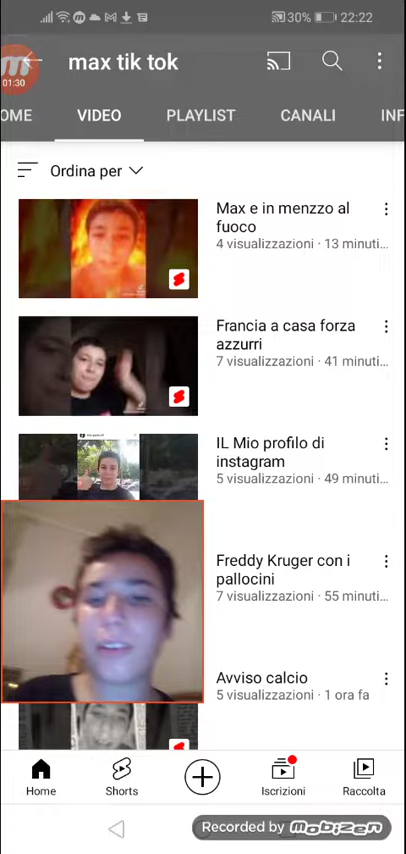 30% 22:22
max tik tok
01:30
OME VIDEO PLAYLIST CANALI INF
Ordina per
Max e in menzzo al
fuoco
4 visualizzazioni · 13 minuti…
Francia a casa forza
azzurri
7 visualizzazioni · 41 minuti…
IL Mio profilo di
instagram
5 visualizzazioni · 49 minuti…
Freddy Kruger con i
pallocini
7 visualizzazioni · 55 minuti…
Avviso calcio
5 visualizzazioni · 1 ora fa
Home Shorts Iscrizioni Raccolta
Recorded by mobizen